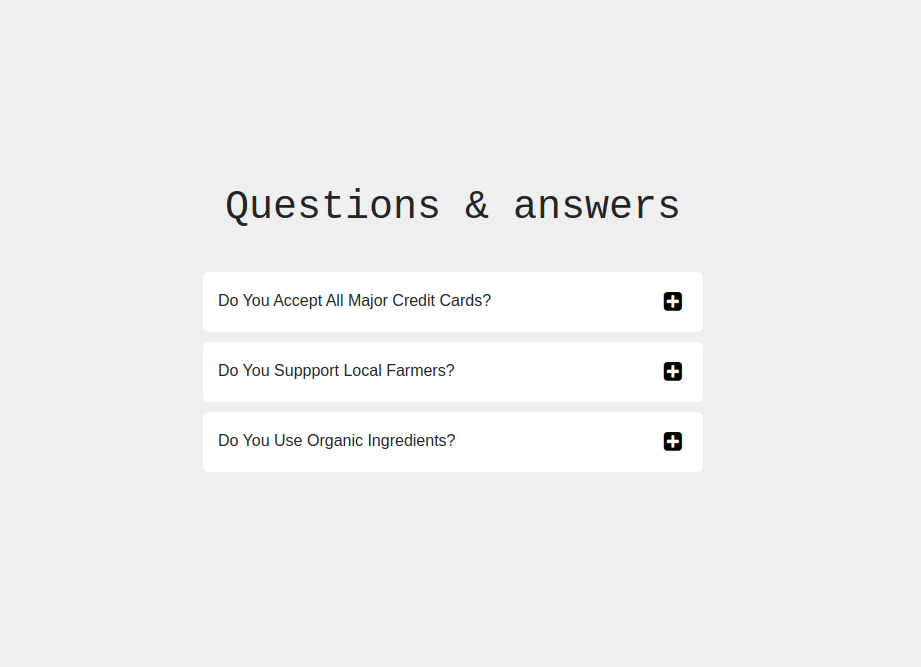 Questions & answers
Do You Accept All Major Credit Cards?
Do You Suppport Local Farmers?
Do You Use Organic Ingredients?